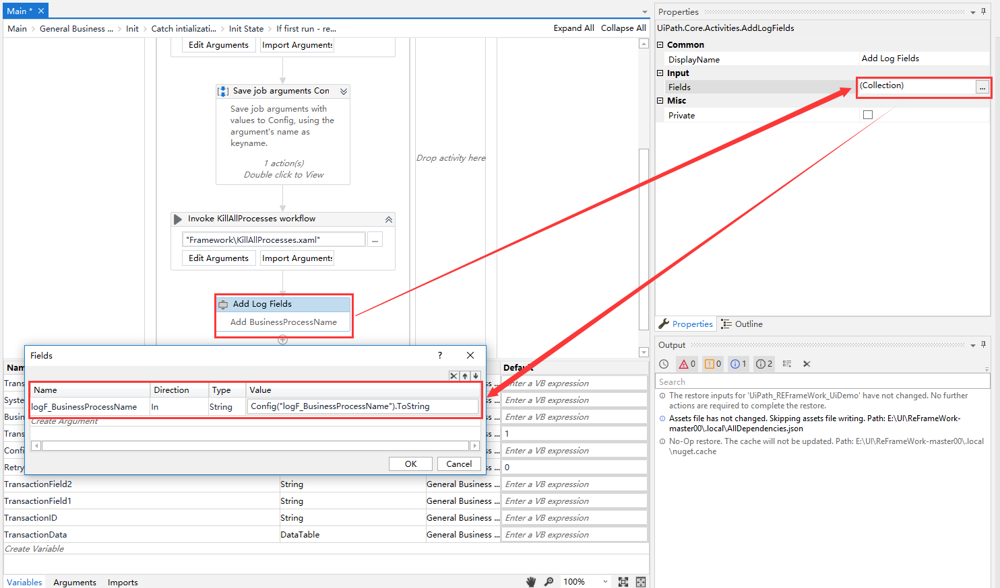 Main *
Main
General Business ...
Init
Catch intializati...
Init State
If first run - re...
Expand All
Collapse All
Edit Arguments
Import Arguments
Save job arguments Con
Save job arguments with
values to Config, using the
argument's name as
keyname.
1 action(s)
Double click to View
Drop activity here
Invoke KillAllProcesses workflow
"Framework\KillAllProcesses.xaml"
...
Edit Arguments
Import Arguments
Add Log Fields
Add BusinessProcessName
Fields
?
Name
Direction
Type
Value
logF_BusinessProcessName
In
String
Config("logF_BusinessProcessName").ToString
Create Argument
OK
Cancel
Nam
Default
Trans
Enter a VB expression
Syste
ss ...
Enter a VB expression
Busin
ss ...
Enter a VB expression
Trans
ss ...
1
Confi
ss ...
Enter a VB expression
Retry
ss ...
0
TransactionField2
String
General Business ...
Enter a VB expression
TransactionField1
String
General Business ...
Enter a VB expression
TransactionID
String
General Business ...
Enter a VB expression
TransactionData
DataTable
General Business ...
Enter a VB expression
Create Variable
Variables
Arguments
Imports
100%
Properties
UiPath.Core.Activities.AddLogFields
Common
DisplayName
Add Log Fields
Input
Fields
(Collection)
...
Misc
Private
Properties
Outline
Output
0
0
1
2
Search
The restore inputs for 'UiPath_REFrameWork_UiDemo' have not changed. No further
actions are required to complete the restore.
Assets file has not changed. Skipping assets file writing. Path: E:\UI\ReFrameWork-
master00\.local\AllDependencies.json
No-Op restore. The cache will not be updated. Path: E:\UI\ReFrameWork-master00\.local
\nuget.cache